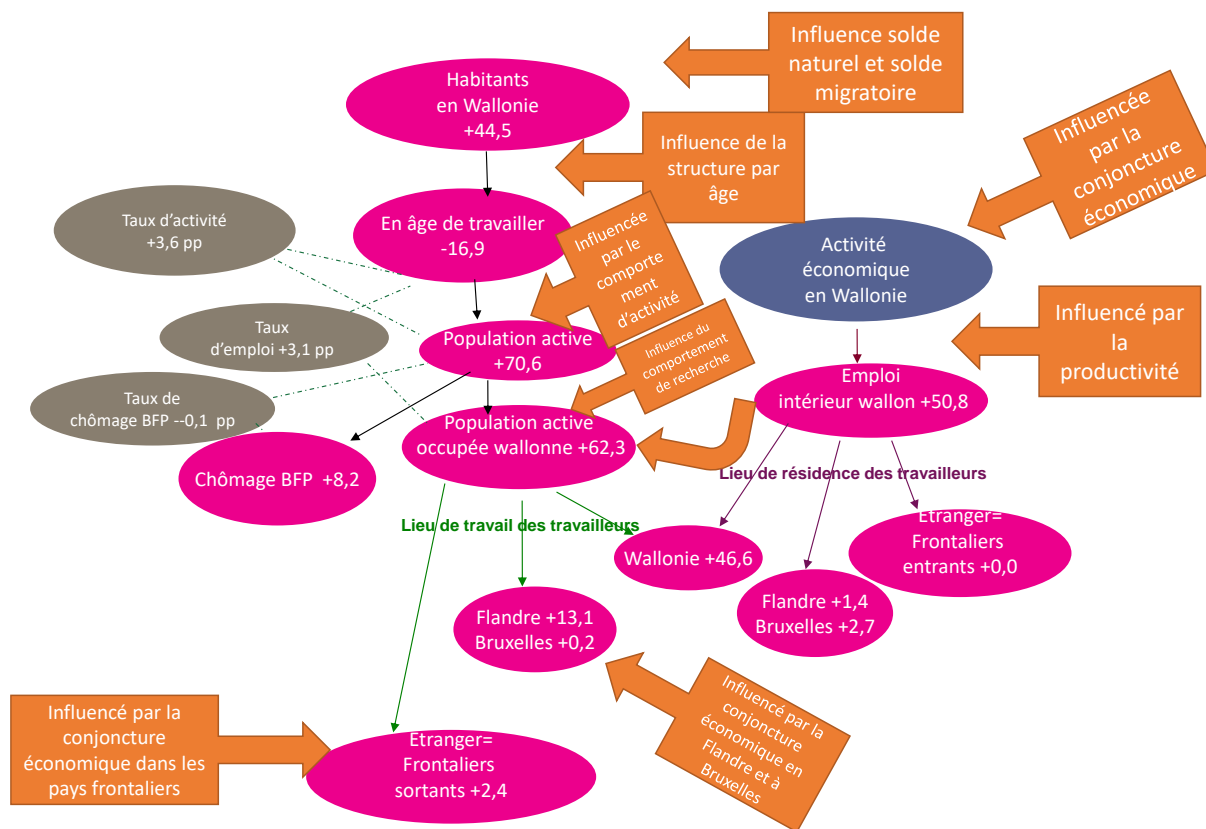 Influence solde
naturel et solde
migratoire
Habitants
en Wallonie
+44,5
Influencée
par la
conjoncture
économique
Influence de la
structure par
âge
Taux d'activité
+3,6 pp
En âge de travailler
-16,9
Influencée
par le
comporte
ment
d'activité
Activité
économique
en Wallonie
Taux
d'emploi +3,1 pp
Population active
+70,6
Influence du
comportement
de recherche
Influencé par
la
productivité
Taux de
chômage BFP --0,1 pp
Emploi
intérieur wallon +50,8
Population active
occupée wallonne +62,3
Chômage BFP +8,2
Lieu de résidence des travailleurs
Lieu de travail des travailleurs
Wallonie +46,6
Etranger=
Frontaliers
entrants +0,0
Flandre +13,1
Bruxelles +0,2
Flandre +1,4
Bruxelles +2,7
Influencé par la
conjoncture
économique en
Flandre et à
Bruxelles
Influencé par la
conjoncture
économique dans les
pays frontaliers
Etranger=
Frontaliers
sortants +2,4